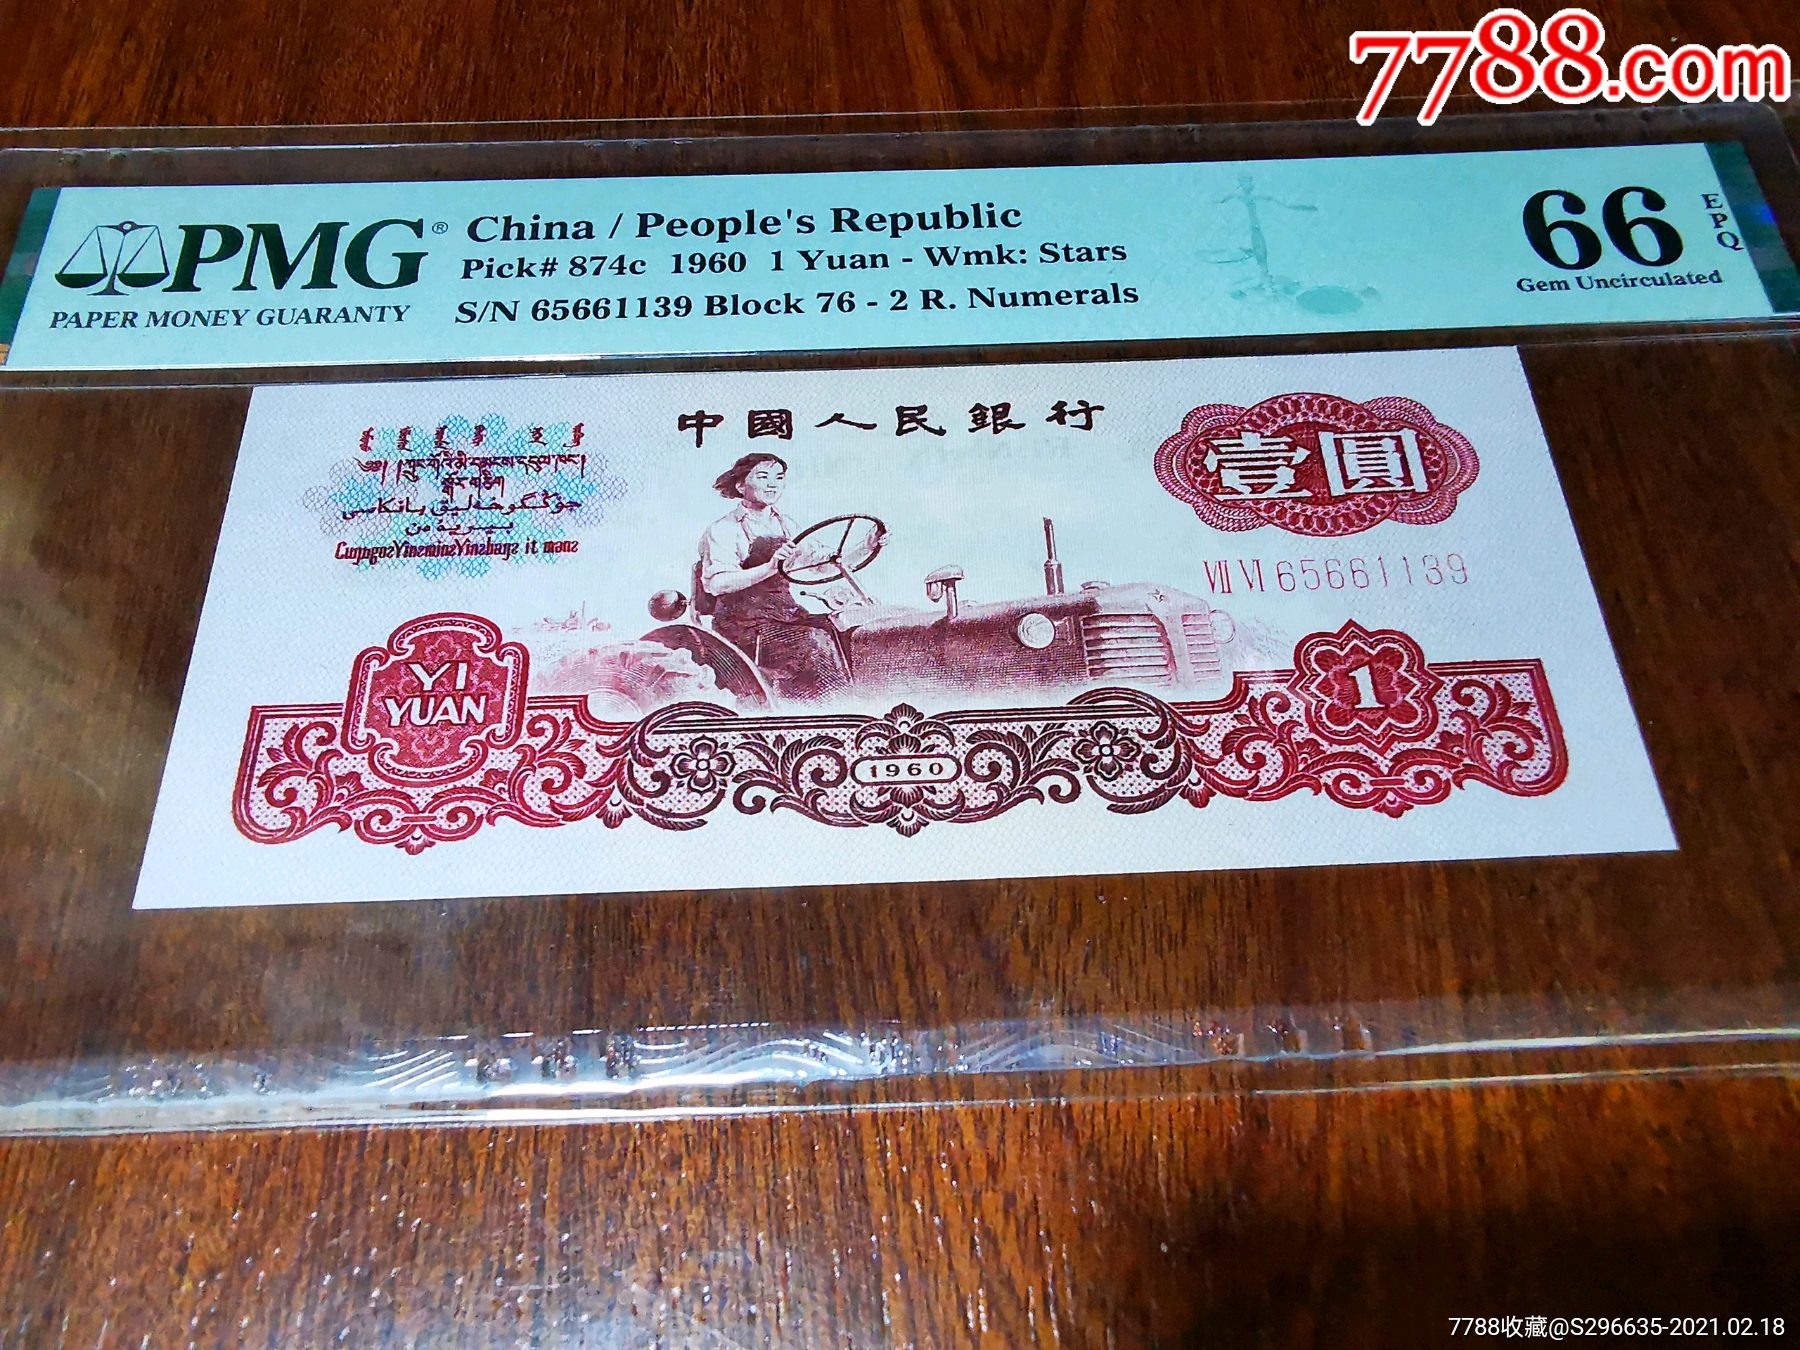 7788.com
PMG®
PAPER MONEY GUARANTY
China / People's Republic
Pick# 874c 1960 1 Yuan - Wmk: Stars
S/N 65661139 Block 76 - 2 R. Numerals
66
EPQ
Gem Uncirculated
中國人民銀行
壹圓
VII VI 65661139
YI
YUAN
1
1960
7788收藏@S296635-2021.02.18